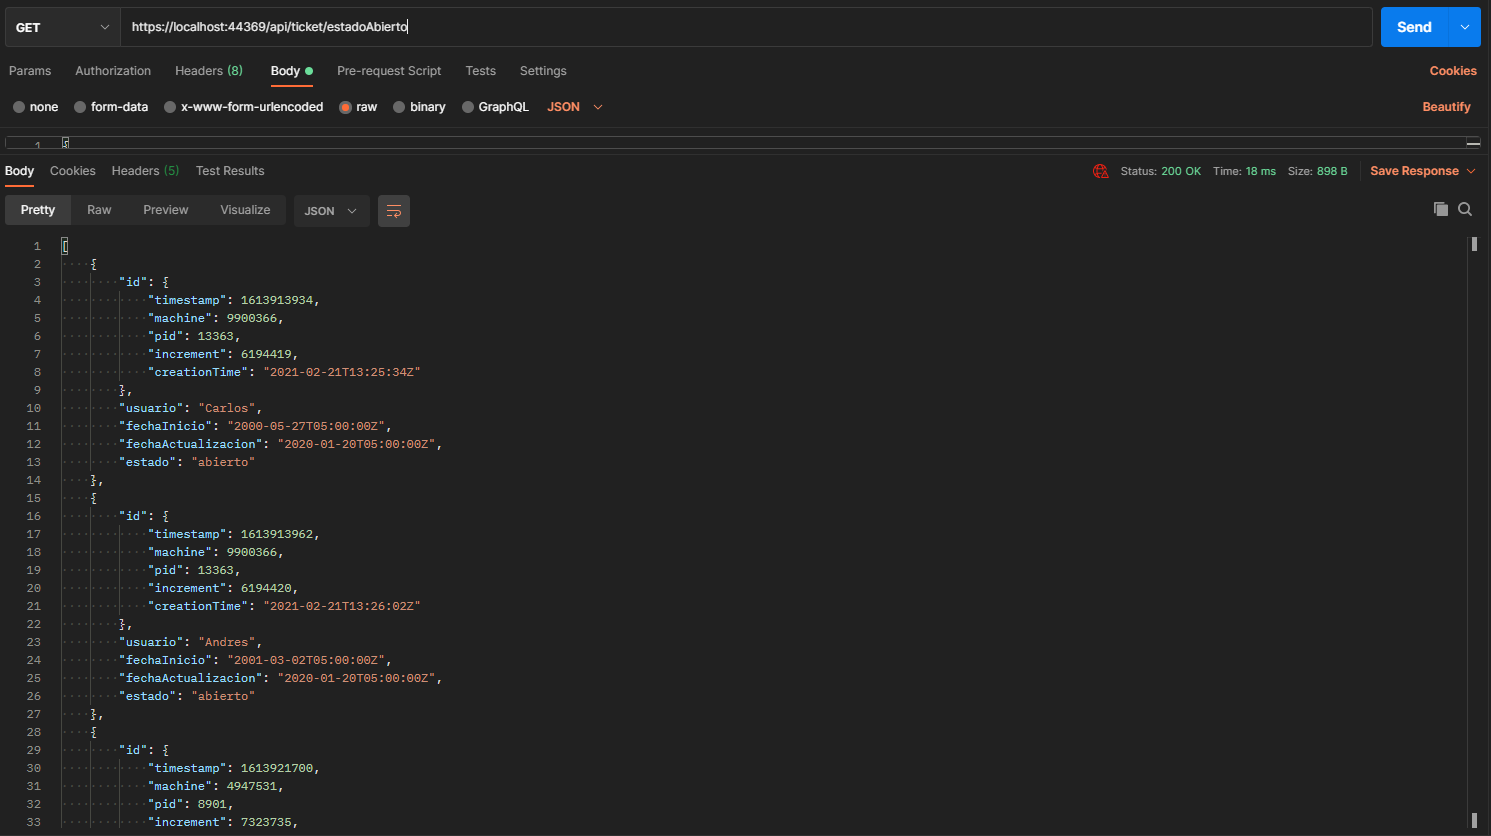 GET https://localhost:44369/api/ticket/estadoAbierto Send
Params Authorization Headers (8) Body Pre-request Script Tests Settings Cookies
none form-data x-www-form-urlencoded raw binary GraphQL JSON Beautify
1 {
Body Cookies Headers (5) Test Results Status: 200 OK Time: 18 ms Size: 898 B Save Response
Pretty Raw Preview Visualize JSON
1 [
2 {
3 "id": {
4 "timestamp": 1613913934,
5 "machine": 9900366,
6 "pid": 13363,
7 "increment": 6194419,
8 "creationTime": "2021-02-21T13:25:34Z"
9 },
10 "usuario": "Carlos",
11 "fechaInicio": "2000-05-27T05:00:00Z",
12 "fechaActualizacion": "2020-01-20T05:00:00Z",
13 "estado": "abierto"
14 },
15 {
16 "id": {
17 "timestamp": 1613913962,
18 "machine": 9900366,
19 "pid": 13363,
20 "increment": 6194420,
21 "creationTime": "2021-02-21T13:26:02Z"
22 },
23 "usuario": "Andres",
24 "fechaInicio": "2001-03-02T05:00:00Z",
25 "fechaActualizacion": "2020-01-20T05:00:00Z",
26 "estado": "abierto"
27 },
28 {
29 "id": {
30 "timestamp": 1613921700,
31 "machine": 4947531,
32 "pid": 8901,
33 "increment": 7323735,